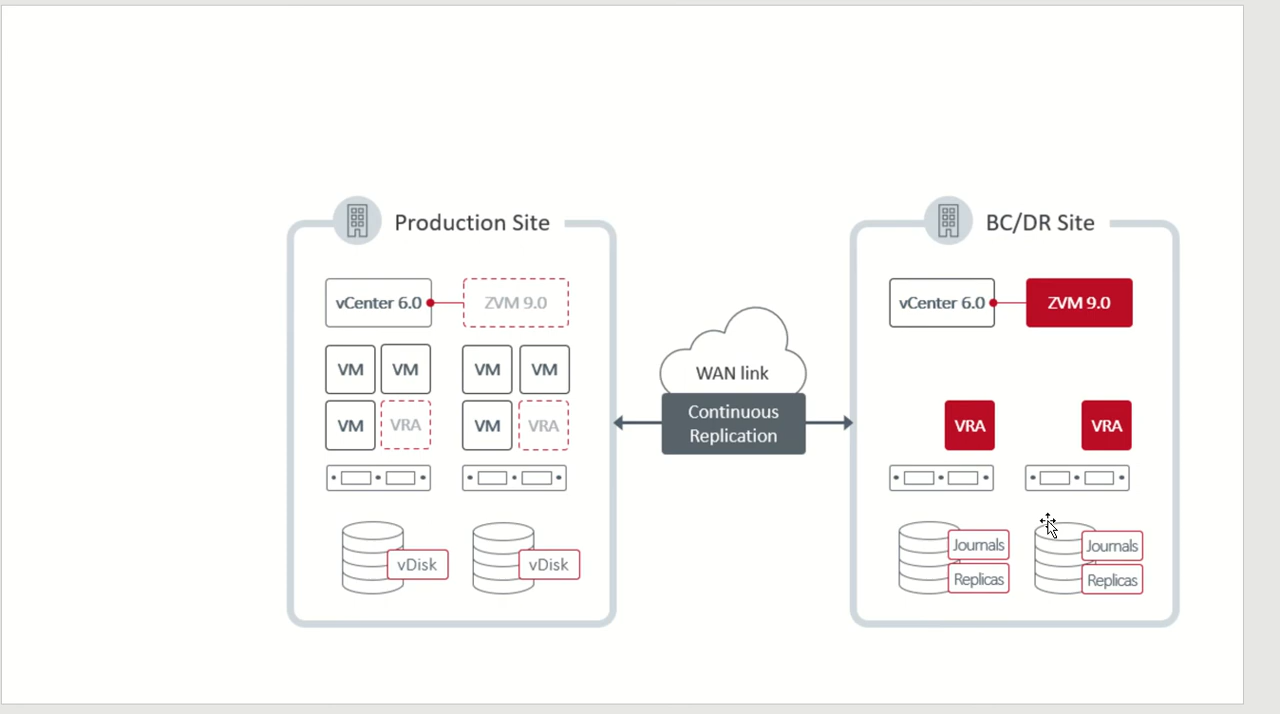 Production Site
vCenter 6.0
ZVM 9.0
VM
VM
VM
VM
VM
VRA
VM
VRA
vDisk
vDisk
WAN link
Continuous
Replication
BC/DR Site
vCenter 6.0
ZVM 9.0
VRA
VRA
Journals
Replicas
Journals
Replicas